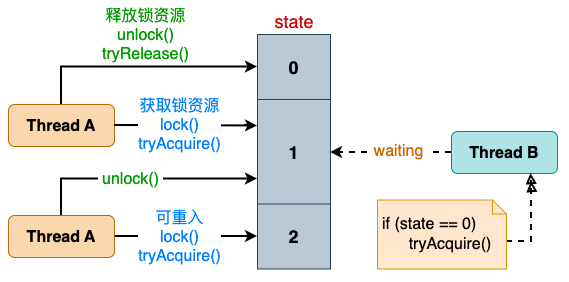 释放锁资源
unlock()
tryRelease()
state
0
Thread A
获取锁资源
lock()
tryAcquire()
1
waiting
Thread B
unlock()
Thread A
可重入
lock()
tryAcquire()
2
if (state == 0)
tryAcquire()